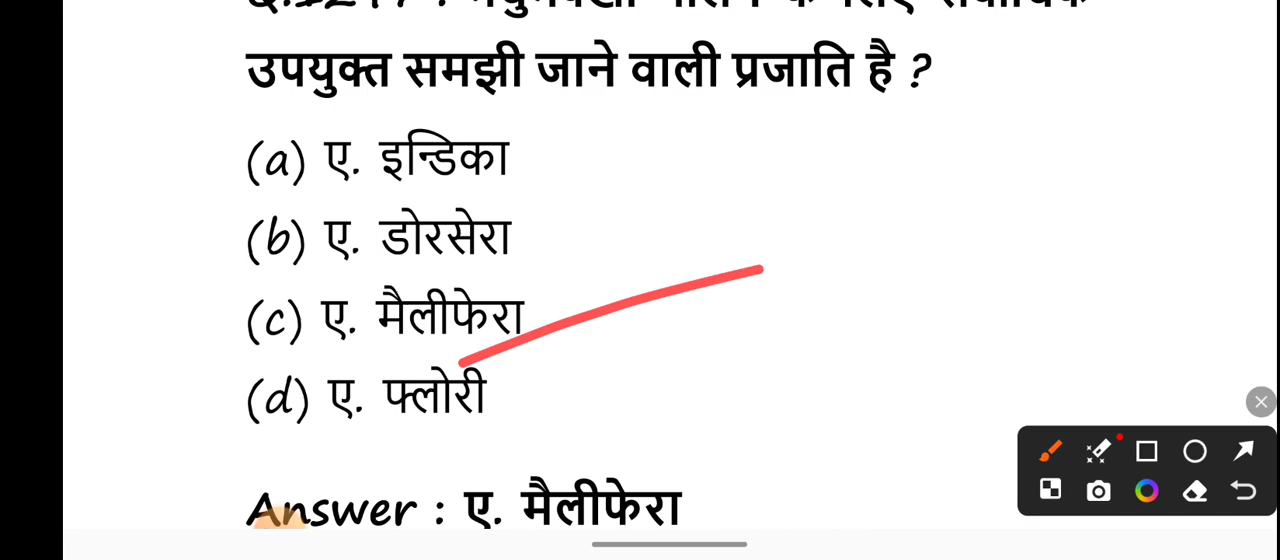 उपयुक्त समझी जाने वाली प्रजाति है ?
(a) ए. इन्डिका
(b) ए. डोरसेरा
(c) ए. मैलीफेरा
(d) ए. फ्लोरी
Answer : ए. मैलीफेरा